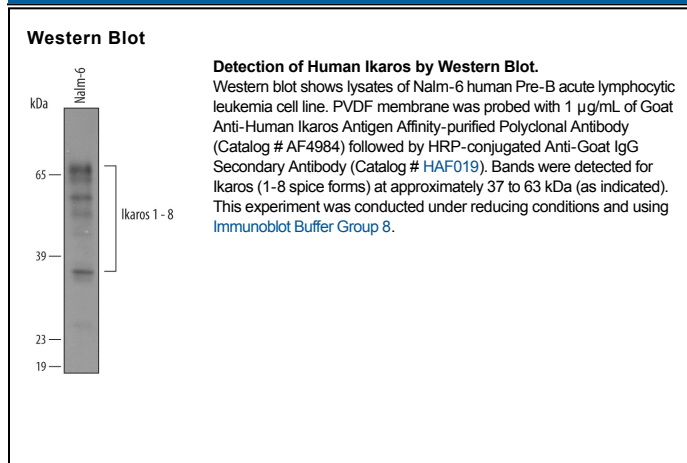 Western Blot
Nalm-6
kDa
65
39
23
19
Ikaros 1 - 8
Detection of Human Ikaros by Western Blot.
Western blot shows lysates of Nalm-6 human Pre-B acute lymphocytic
leukemia cell line. PVDF membrane was probed with 1 µg/mL of Goat
Anti-Human Ikaros Antigen Affinity-purified Polyclonal Antibody
(Catalog # AF4984) followed by HRP-conjugated Anti-Goat IgG
Secondary Antibody (Catalog # HAF019). Bands were detected for
Ikaros (1-8 spice forms) at approximately 37 to 63 kDa (as indicated).
This experiment was conducted under reducing conditions and using
Immunoblot Buffer Group 8.